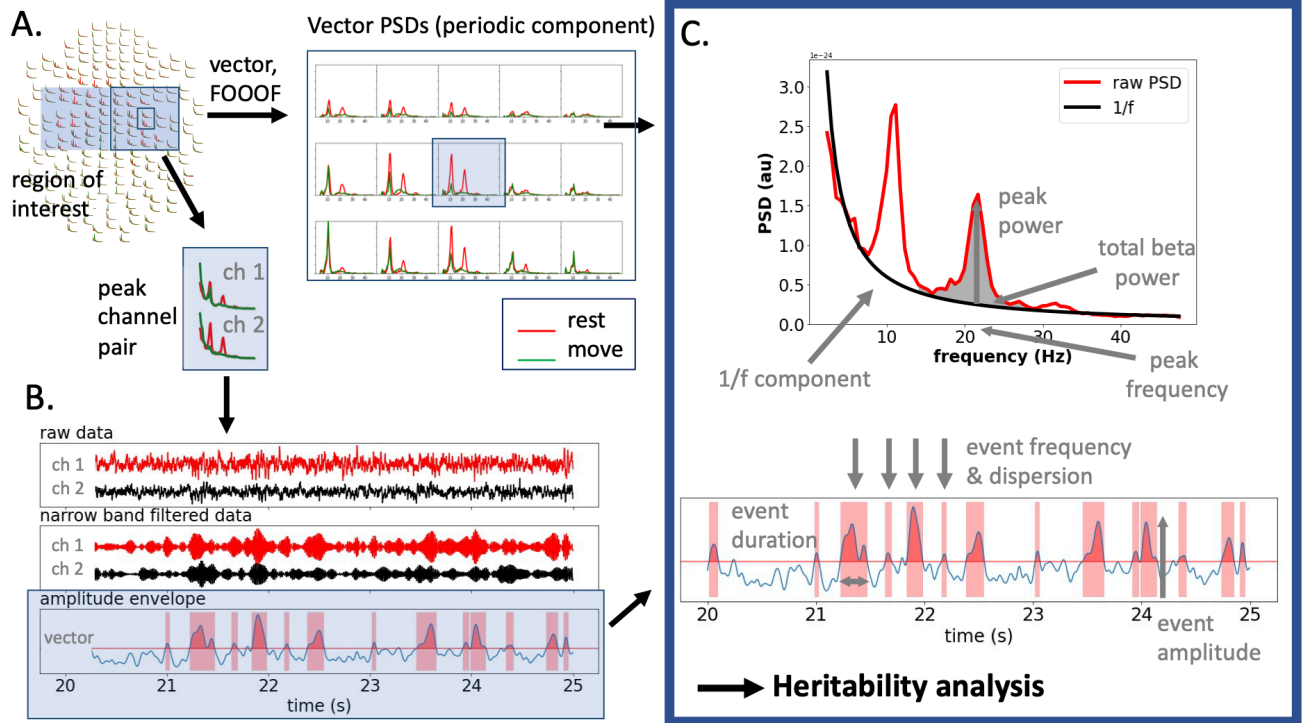 A.
Vector PSDs (periodic component)
vector,
FOOOF
region of
interest
peak
channel
pair
ch 1
ch 2
rest
move
B.
raw data
ch 1
ch 2
narrow band filtered data
ch 1
ch 2
amplitude envelope
vector
20 21 22 23 24 25
time (s)
C.
1e−24
raw PSD
1/f
3.0
2.5
2.0
1.5
1.0
0.5
0.0
PSD (au)
10 20 30 40
frequency (Hz)
peak
power
total beta
power
1/f component
peak
frequency
event frequency
& dispersion
event
duration
20 21 22 23 24 25
time (s)
event
amplitude
Heritability analysis